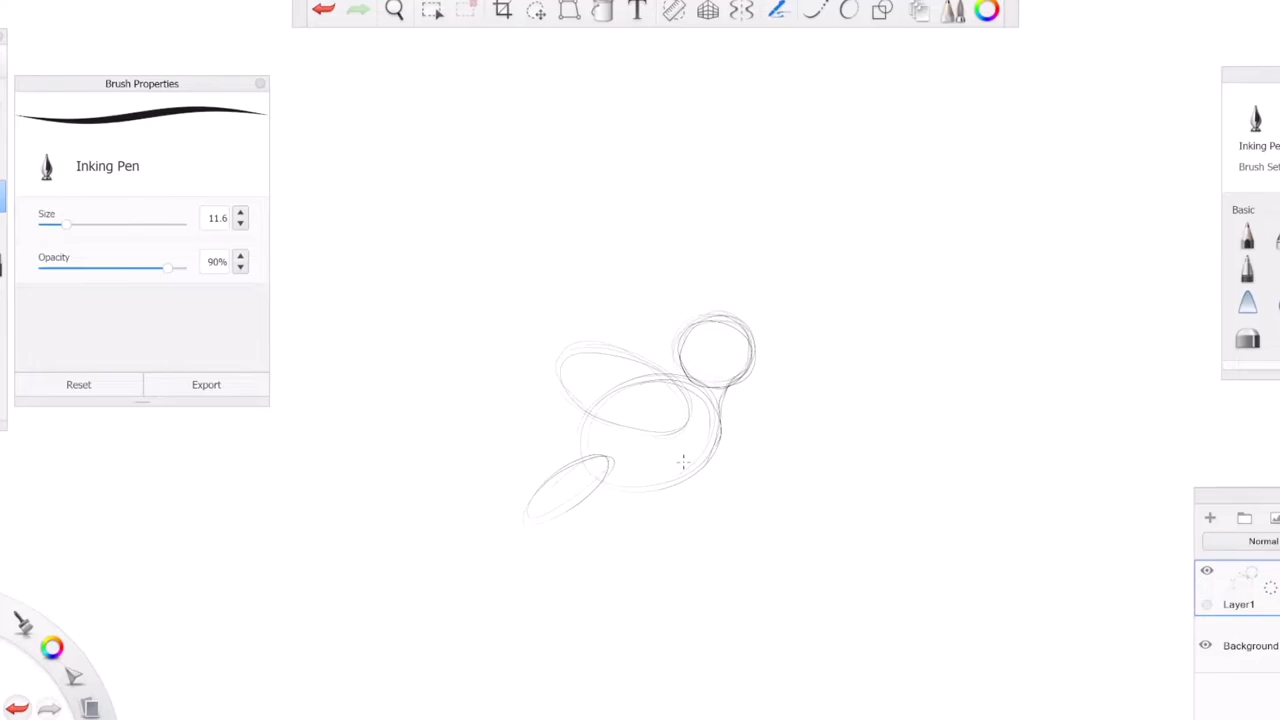 Brush Properties
Inking Pen
Size
11.6
Opacity
90%
Reset
Export
Inking Pe
Brush Set
Basic
Normal
Layer1
Background